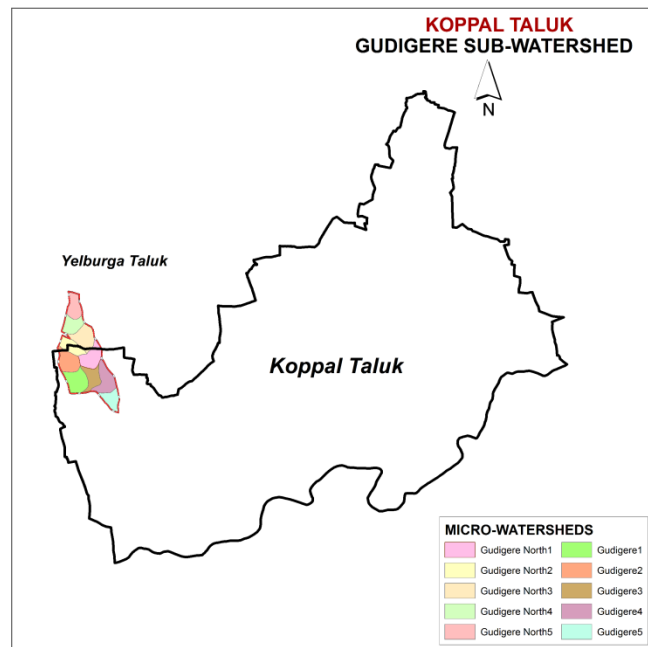 KOPPAL TALUK
GUDIGERE SUB-WATERSHED
N
Yelburga Taluk
Koppal Taluk
MICRO-WATERSHEDS
Gudigere North1 Gudigere1
Gudigere North2 Gudigere2
Gudigere North3 Gudigere3
Gudigere North4 Gudigere4
Gudigere North5 Gudigere5